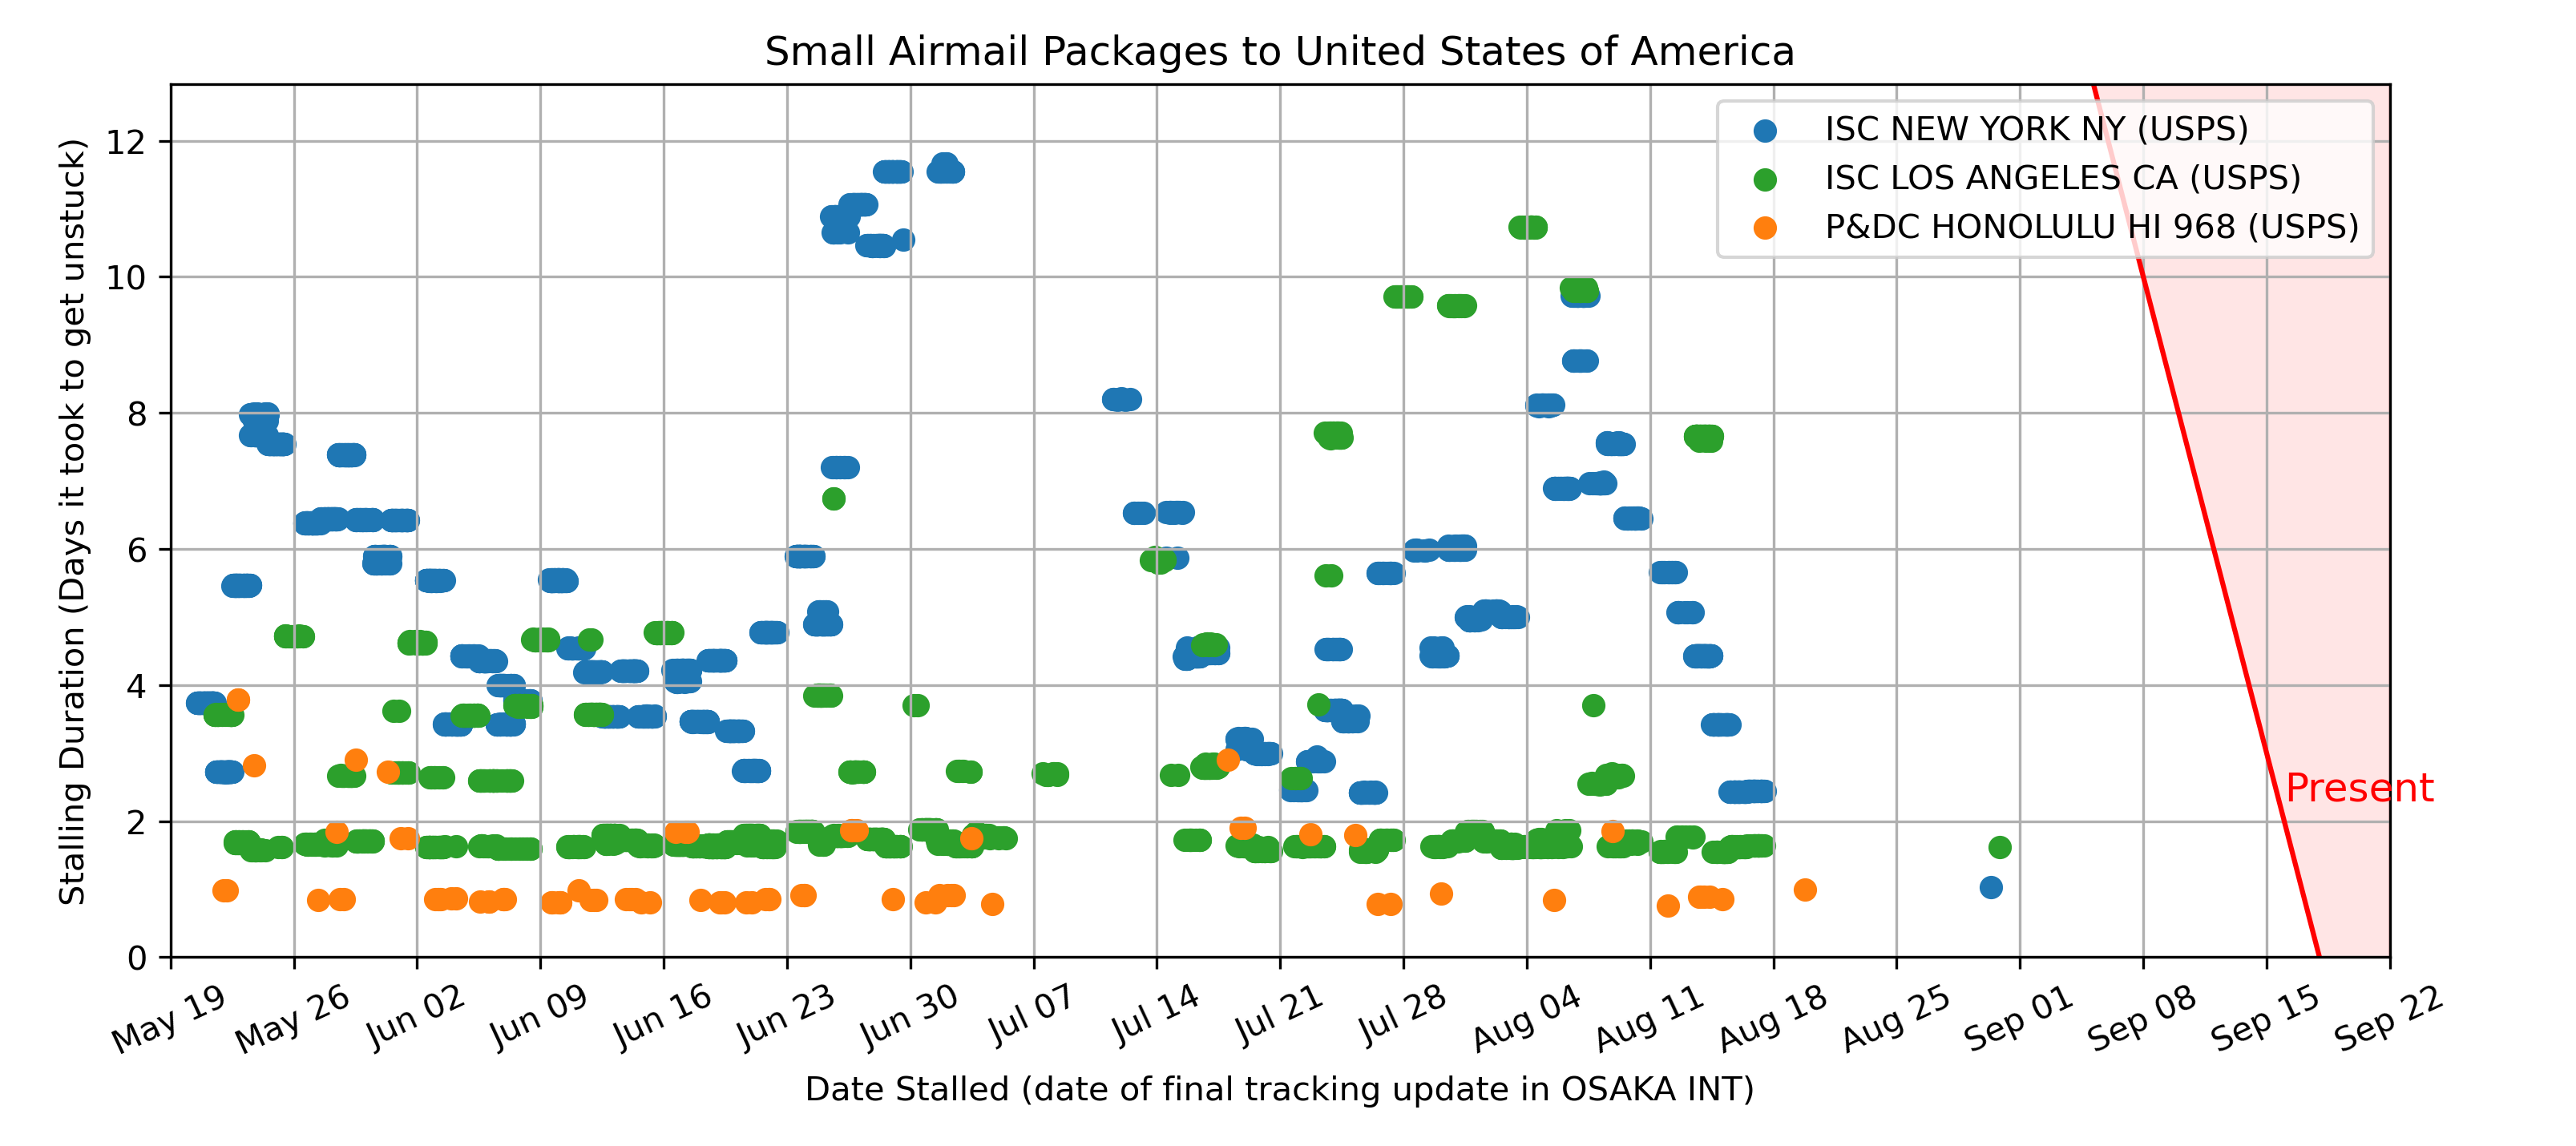 Small Airmail Packages to United States of America
Stalling Duration (Days it took to get unstuck)
12
10
8
6
4
2
0
ISC NEW YORK NY (USPS)
ISC LOS ANGELES CA (USPS)
P&DC HONOLULU HI 968 (USPS)
Present
May 19 May 26 Jun 02 Jun 09 Jun 16 Jun 23 Jun 30 Jul 07 Jul 14 Jul 21 Jul 28 Aug 04 Aug 11 Aug 18 Aug 25 Sep 01 Sep 08 Sep 15 Sep 22
Date Stalled (date of final tracking update in OSAKA INT)